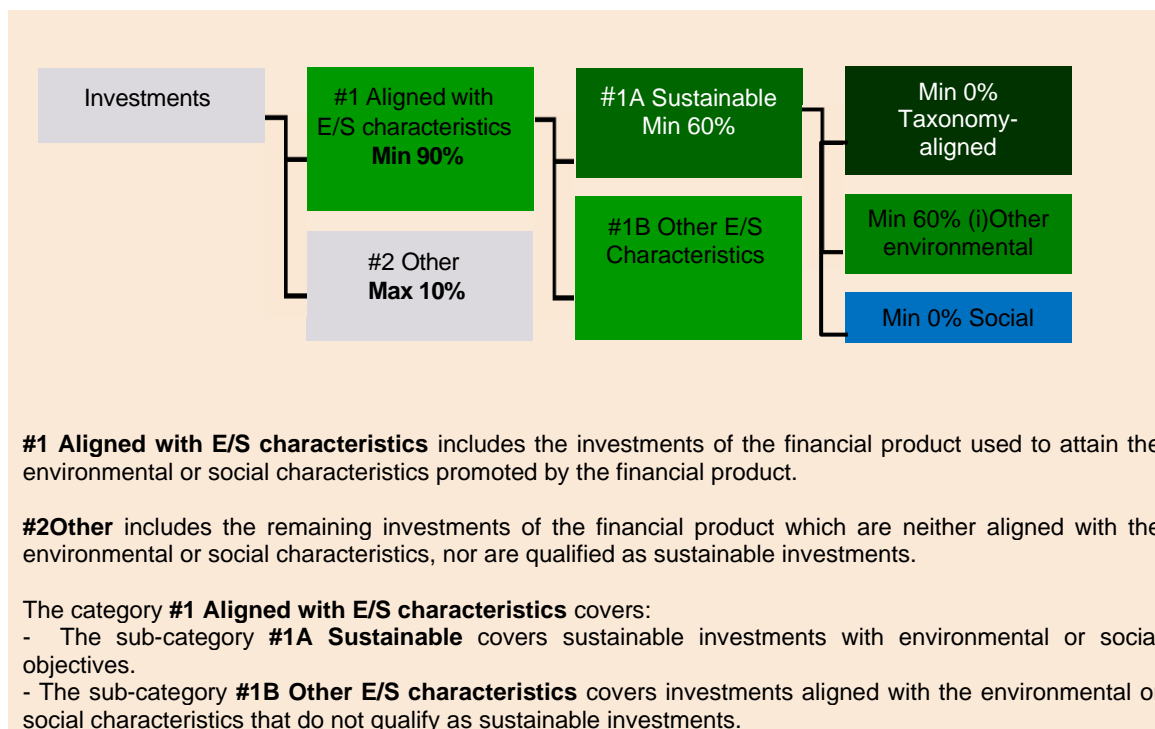 Investments
#1 Aligned with
E/S characteristics
Min 90%
#2 Other
Max 10%
#1A Sustainable
Min 60%
#1B Other E/S
Characteristics
Min 0%
Taxonomy-
aligned
Min 60% (i)Other
environmental
Min 0% Social
#1 Aligned with E/S characteristics includes the investments of the financial product used to attain the
environmental or social characteristics promoted by the financial product.
#2Other includes the remaining investments of the financial product which are neither aligned with the
environmental or social characteristics, nor are qualified as sustainable investments.
The category #1 Aligned with E/S characteristics covers:
- The sub-category #1A Sustainable covers sustainable investments with environmental or social
objectives.
- The sub-category #1B Other E/S characteristics covers investments aligned with the environmental or
social characteristics that do not qualify as sustainable investments.